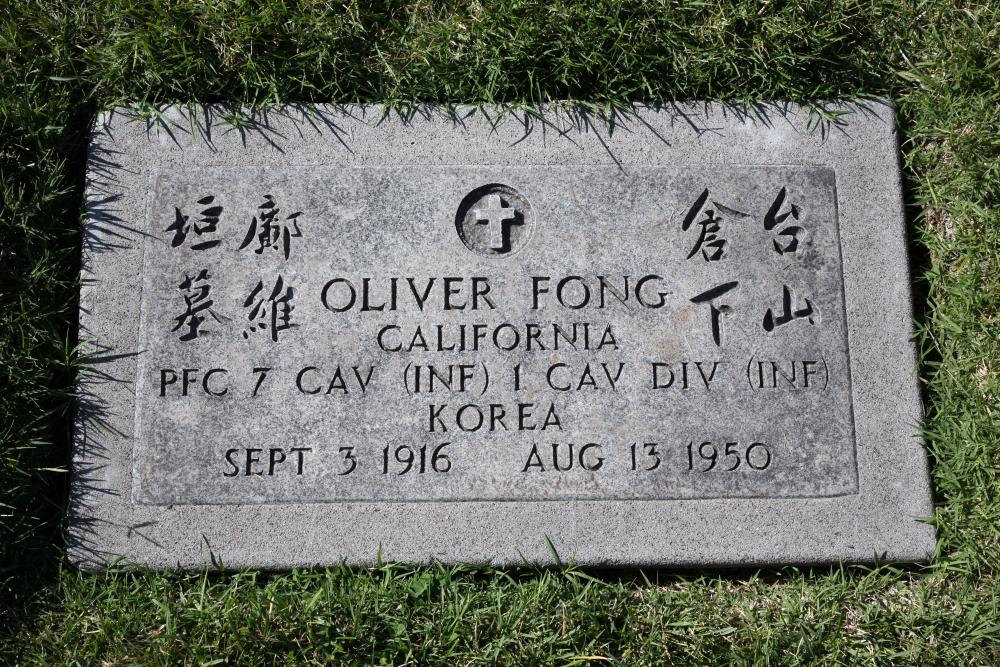 台山
倉下
鄺維
垣墓
OLIVER FONG
CALIFORNIA
PFC 7 CAV (INF) 1 CAV DIV (INF)
KOREA
SEPT 3 1916 AUG 13 1950